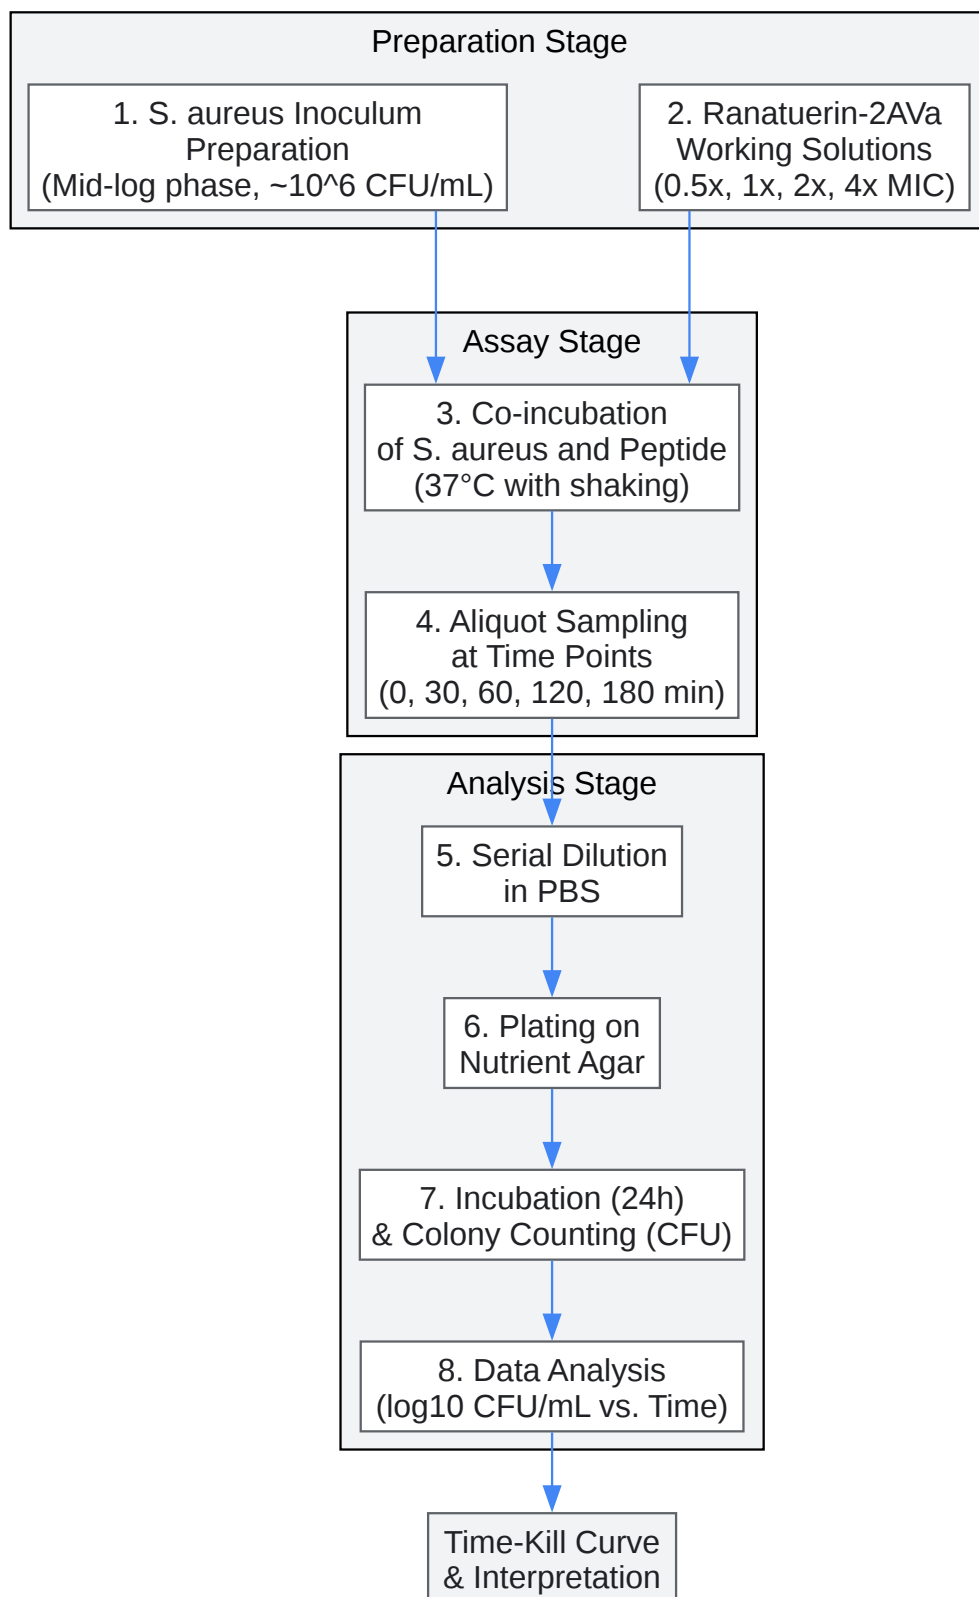 Preparation Stage
1. S. aureus Inoculum
Preparation
(Mid-log phase, ~10^6 CFU/mL)
2. Ranatuerin-2AVa
Working Solutions
(0.5x, 1x, 2x, 4x MIC)
Assay Stage
3. Co-incubation
of S. aureus and Peptide
(37°C with shaking)
4. Aliquot Sampling
at Time Points
(0, 30, 60, 120, 180 min)
Analysis Stage
5. Serial Dilution
in PBS
6. Plating on
Nutrient Agar
7. Incubation (24h)
& Colony Counting (CFU)
8. Data Analysis
(log10 CFU/mL vs. Time)
Time-Kill Curve
& Interpretation